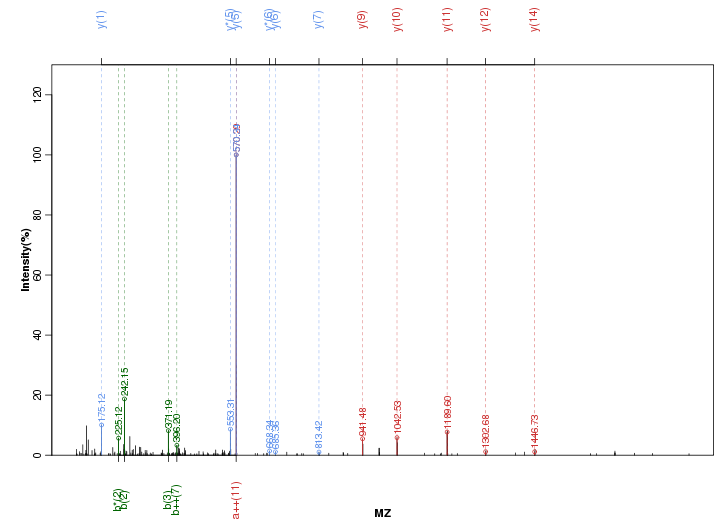 y(1)
y*(5)
y(5)
y*(6)
y(6)
y(7)
y(9)
y(10)
y(11)
y(12)
y(14)
Intensity(%)
0
20
40
60
80
100
120
175.12
225.12
242.15
371.19
396.20
553.31
570.29
668.34
685.36
813.42
941.48
1042.53
1189.60
1302.68
1446.73
b*(2)
b(2)
b(3)
b++(7)
a++(11)
MZ